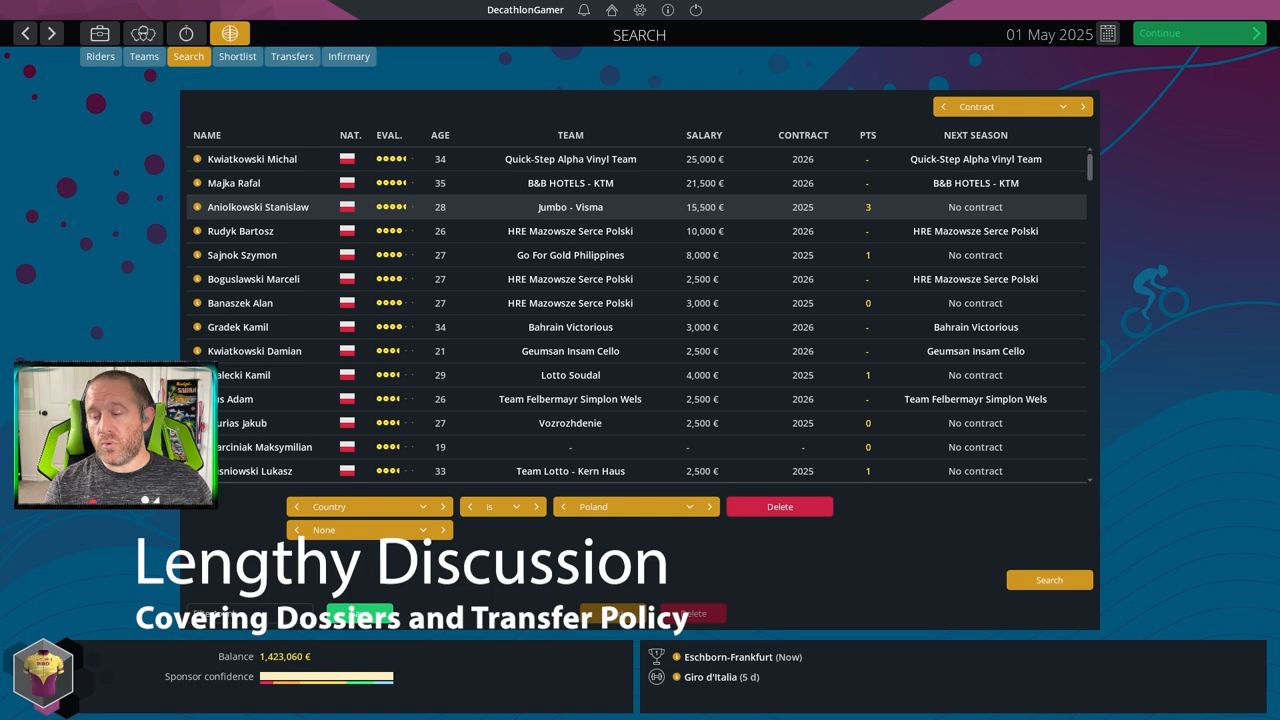 DecathlonGamer
SEARCH
01 May 2025
Continue
Riders Teams Search Shortlist Transfers Infirmary
Contract
NAME NAT. EVAL. AGE TEAM SALARY CONTRACT PTS NEXT SEASON
Kwiatkowski Michal 34 Quick-Step Alpha Vinyl Team 25,000 € 2026 - Quick-Step Alpha Vinyl Team
Majka Rafal 35 B&B HOTELS - KTM 21,500 € 2026 - B&B HOTELS - KTM
Aniolkowski Stanislaw 28 Jumbo - Visma 15,500 € 2025 3 No contract
Rudyk Bartosz 26 HRE Mazowsze Serce Polski 10,000 € 2026 - HRE Mazowsze Serce Polski
Sajnok Szymon 27 Go For Gold Philippines 8,000 € 2025 1 No contract
Boguslawski Marceli 27 HRE Mazowsze Serce Polski 2,500 € 2026 - HRE Mazowsze Serce Polski
Banaszek Alan 27 HRE Mazowsze Serce Polski 3,000 € 2025 0 No contract
Gradek Kamil 34 Bahrain Victorious 3,000 € 2026 - Bahrain Victorious
Kwiatkowski Damian 21 Geumsan Insam Cello 2,500 € 2026 - Geumsan Insam Cello
Kamil 29 Lotto Soudal 4,000 € 2025 1 No contract
Adam 26 Team Felbermayr Simplon Wels 2,500 € 2026 - Team Felbermayr Simplon Wels
Jakub 27 Vozrozhdenie 2,500 € 2025 0 No contract
Maksymilian 19 - - - 0 No contract
Lukasz 33 Team Lotto - Kern Haus 2,500 € 2025 1 No contract
Country is Poland Delete
None
Search
Lengthy Discussion
Covering Dossiers and Transfer Policy
Balance 1,423,060 €
Sponsor confidence
Eschborn-Frankfurt (Now)
Giro d'Italia (5 d)